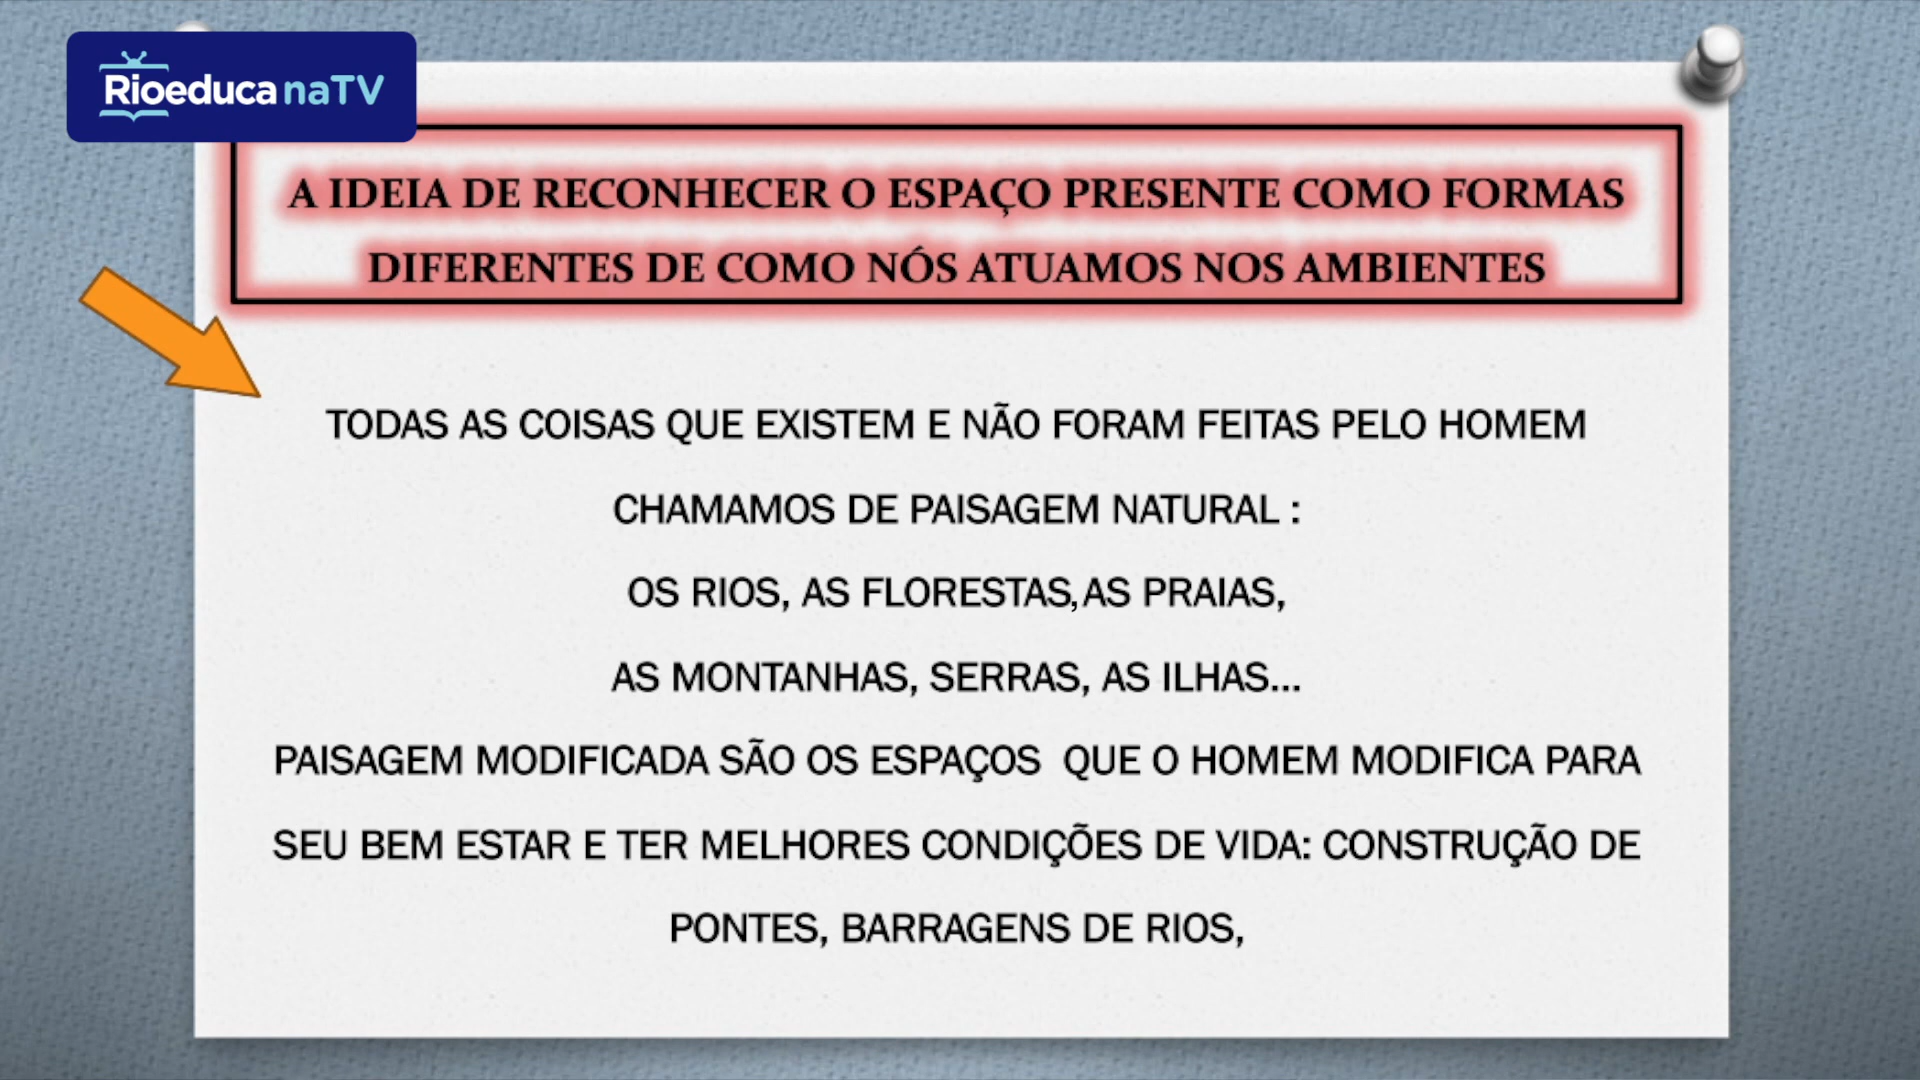 Rioeduca naTV
A IDEIA DE RECONHECER O ESPAÇO PRESENTE COMO FORMAS
DIFERENTES DE COMO NÓS ATUAMOS NOS AMBIENTES
TODAS AS COISAS QUE EXISTEM E NÃO FORAM FEITAS PELO HOMEM
CHAMAMOS DE PAISAGEM NATURAL :
OS RIOS, AS FLORESTAS, AS PRAIAS,
AS MONTANHAS, SERRAS, AS ILHAS...
PAISAGEM MODIFICADA SÃO OS ESPAÇOS  QUE O HOMEM MODIFICA PARA
SEU BEM ESTAR E TER MELHORES CONDIÇÕES DE VIDA: CONSTRUÇÃO DE
PONTES, BARRAGENS DE RIOS,